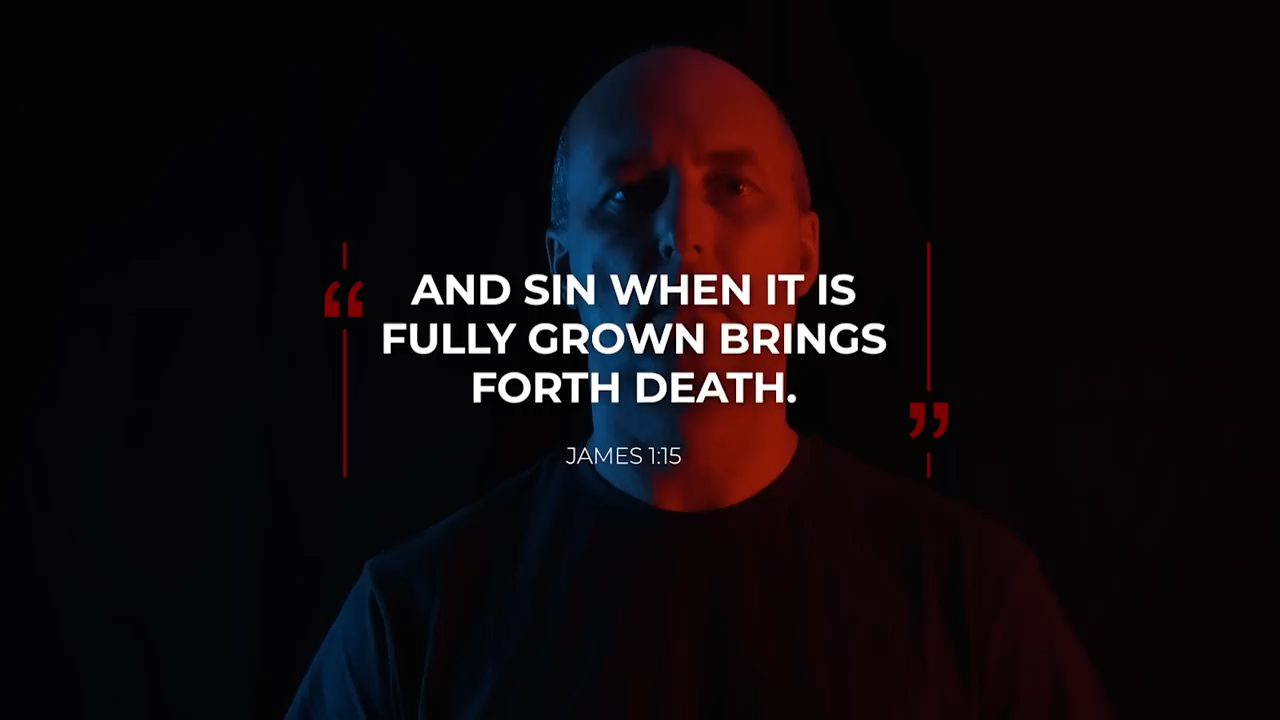 “
AND SIN WHEN IT IS
FULLY GROWN BRINGS
FORTH DEATH.
”
JAMES 1:15